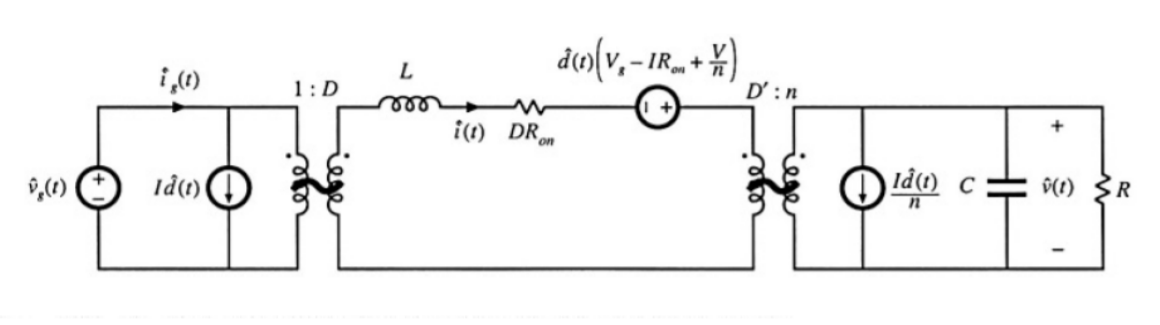 î_g(t)
1 : D
L
î(t)
DR_on
d̂(t)(V_g − IR_on + V/n)
D′ : n
v̂_g(t)
+
−
Id̂(t)
+
Id̂(t)/n
C
+
v̂(t)
−
R